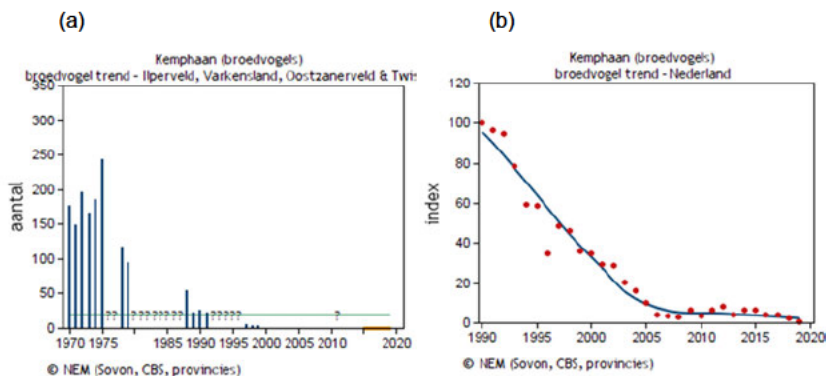 (a)
Kemphaan (broedvogels)
broedvogel trend - Ilperveld, Varkensland, Oostzanerveld & Twis
350
300
250
200
150
100
50
0
aantal
? ? ? ? ? ? ? ? ? ? ? ? ? ? ? ?
1970 1975 1980 1985 1990 1995 2000 2005 2010 2020
© NEM (Sovon, CBS, provincies)
(b)
Kemphaan (broedvogels)
broedvogel trend - Nederland
120
100
80
60
40
20
0
index
1990 1995 2000 2005 2010 2015 2020
© NEM (Sovon, CBS, provincies)